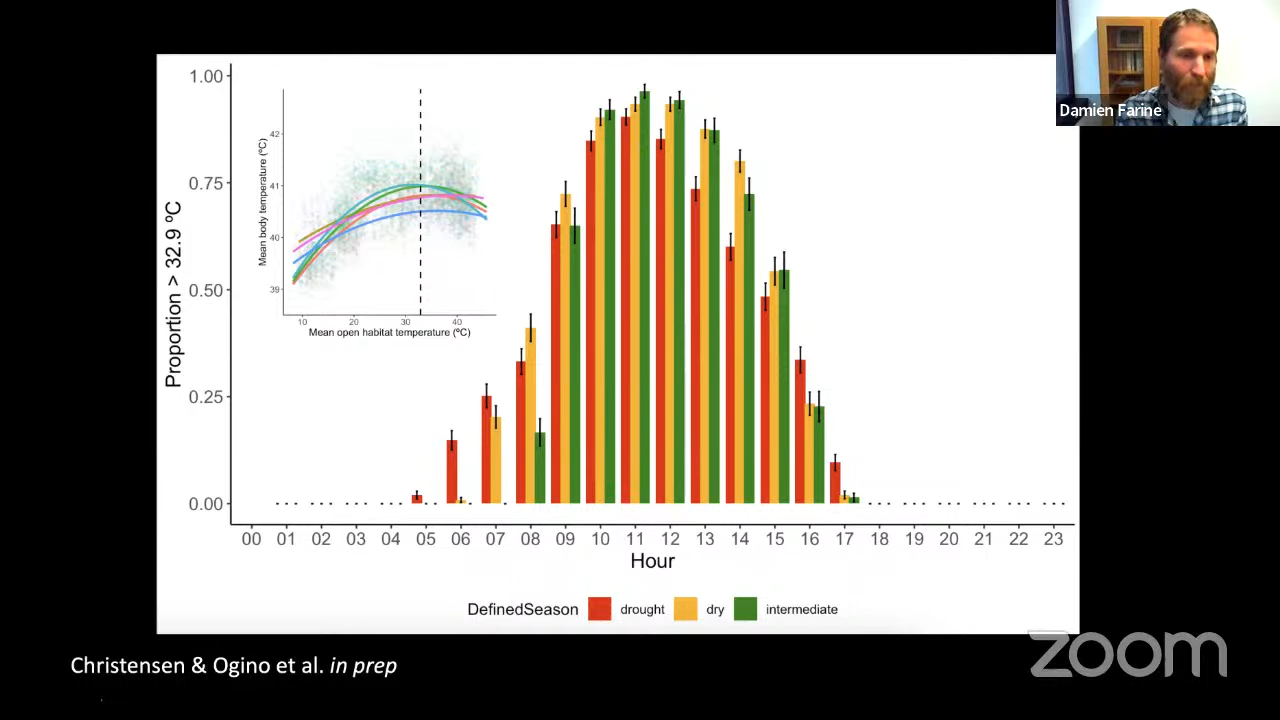 Damien Farine
Proportion > 32.9 ºC
1.00
0.75
0.50
0.25
0.00
Mean body temperature (ºC)
42
41
40
39
10 20 30 40
Mean open habitat temperature (ºC)
00 01 02 03 04 05 06 07 08 09 10 11 12 13 14 15 16 17 18 19 20 21 22 23
Hour
DefinedSeason drought dry intermediate
Christensen & Ogino et al. in prep
zoom